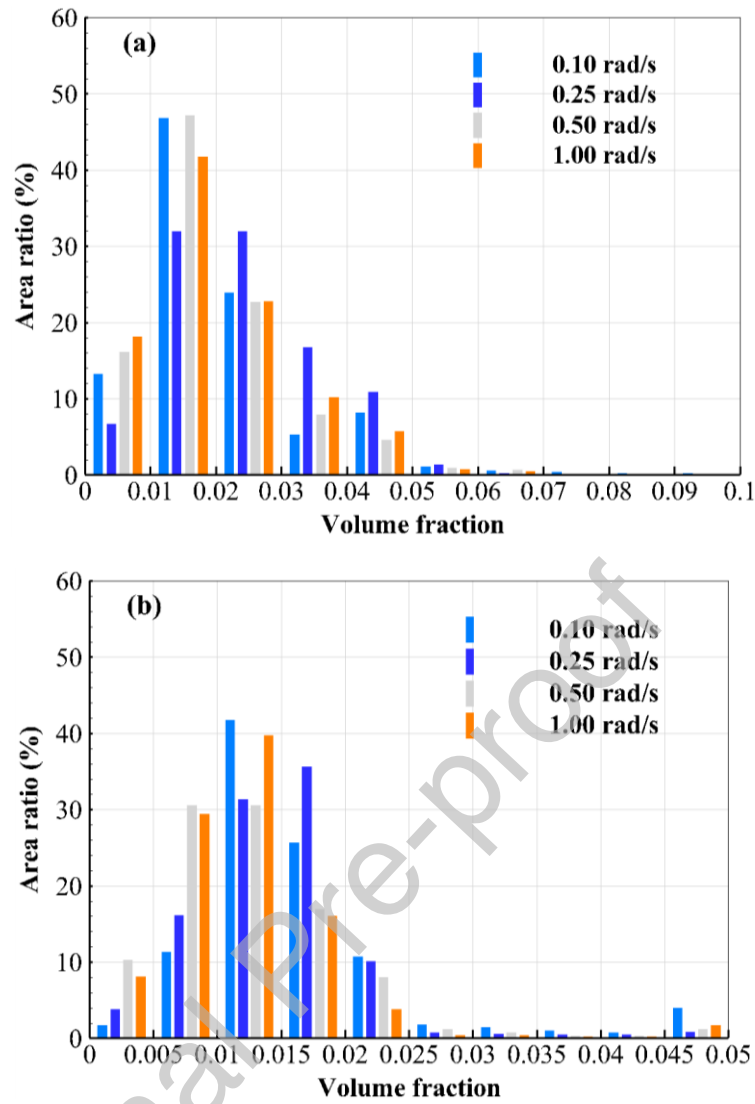 60
(a)
0.10 rad/s
50
0.25 rad/s
0.50 rad/s
40
1.00 rad/s
Area ratio (%)
30
20
10
0
0 0.01 0.02 0.03 0.04 0.05 0.06 0.07 0.08 0.09 0.1
Volume fraction
60
(b)
0.10 rad/s
50
0.25 rad/s
0.50 rad/s
40
1.00 rad/s
Area ratio (%)
30
20
10
0
0 0.005 0.01 0.015 0.02 0.025 0.03 0.035 0.04 0.045 0.05
Volume fraction
al Pre-proof